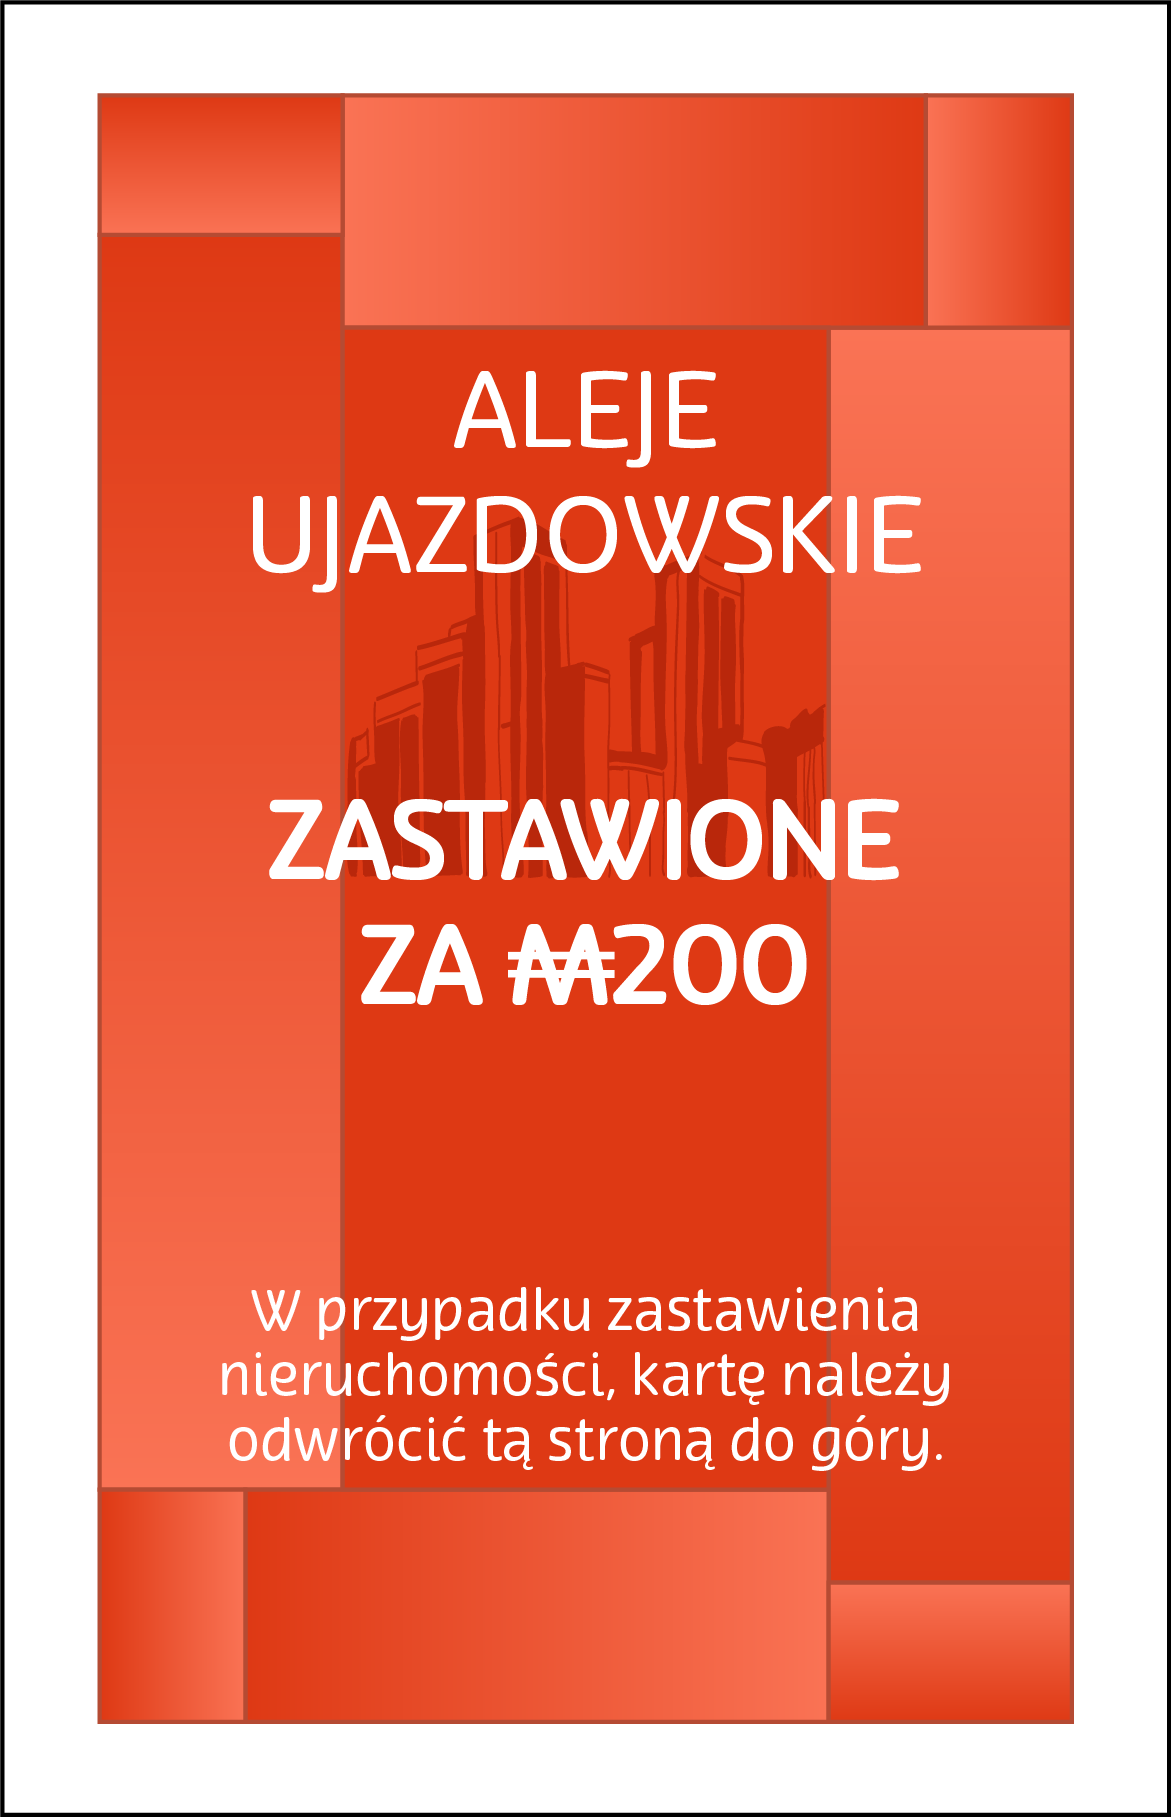 ALEJE
UJAZDOWSKIE
ZASTAWIONE
ZA ₩200
W przypadku zastawienia
nieruchomości, kartę należy
odwrócić tą stroną do góry.